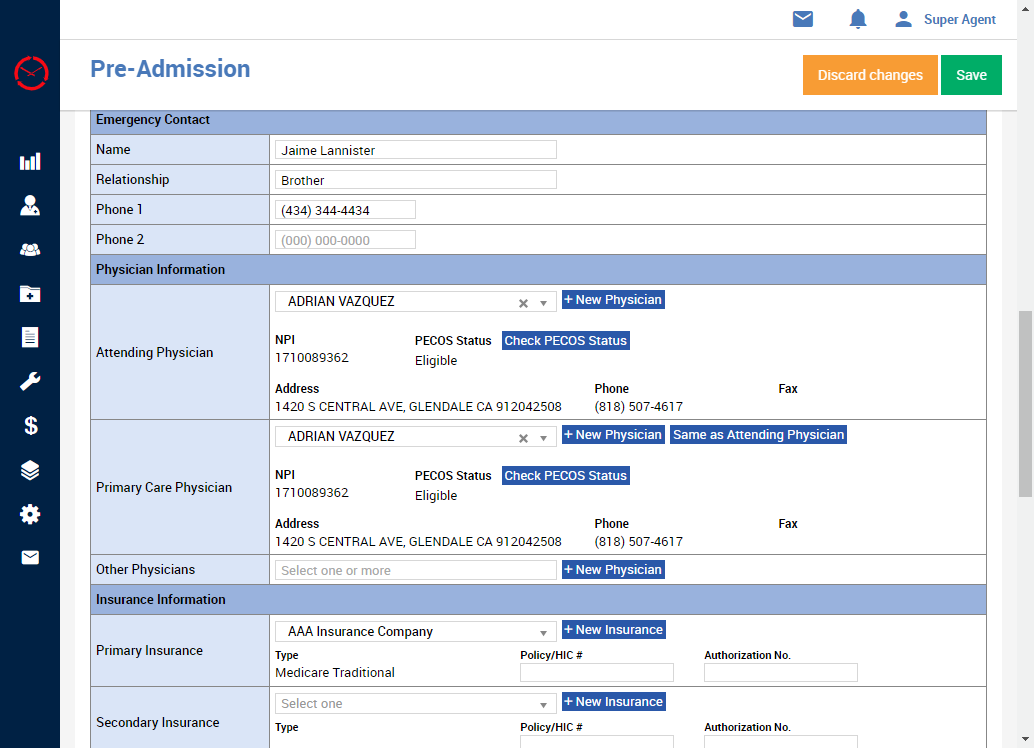 Super Agent
Pre-Admission
Discard changes
Save
Emergency Contact
Name
Jaime Lannister
Relationship
Brother
Phone 1
(434) 344-4434
Phone 2
(000) 000-0000
Physician Information
Attending Physician
ADRIAN VAZQUEZ
+ New Physician
NPI
PECOS Status
Check PECOS Status
1710089362
Eligible
Address
Phone
Fax
1420 S CENTRAL AVE, GLENDALE CA 912042508
(818) 507-4617
Primary Care Physician
ADRIAN VAZQUEZ
+ New Physician
Same as Attending Physician
NPI
PECOS Status
Check PECOS Status
1710089362
Eligible
Address
Phone
Fax
1420 S CENTRAL AVE, GLENDALE CA 912042508
(818) 507-4617
Other Physicians
Select one or more
+ New Physician
Insurance Information
Primary Insurance
AAA Insurance Company
+ New Insurance
Type
Policy/HIC #
Authorization No.
Medicare Traditional
Secondary Insurance
Select one
+ New Insurance
Type
Policy/HIC #
Authorization No.